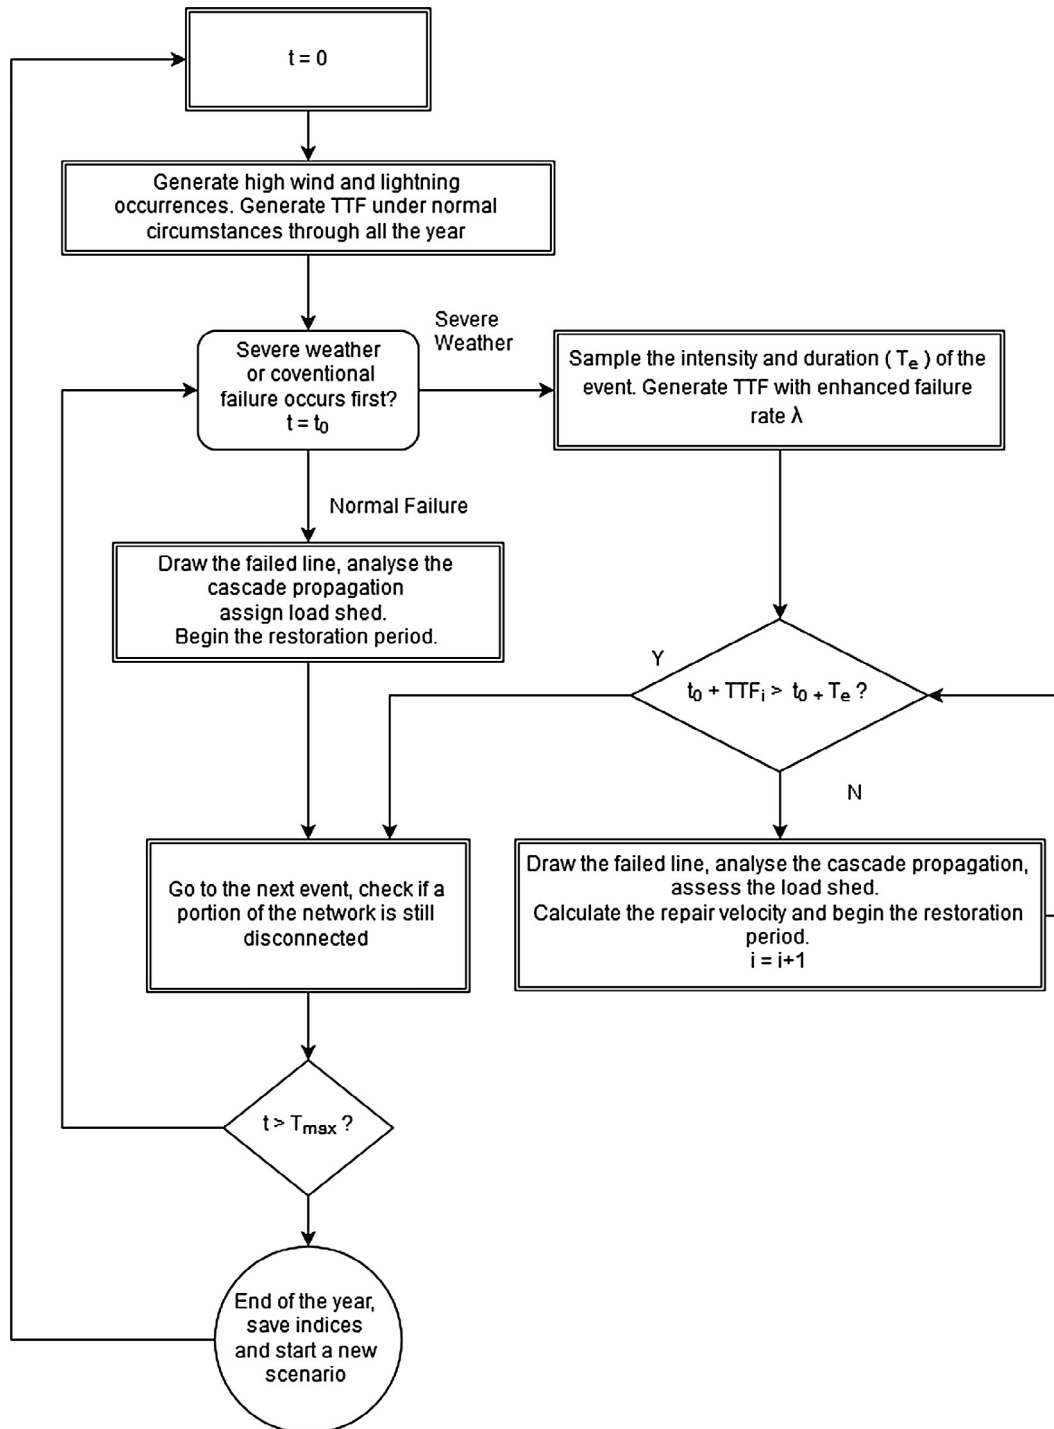 t = 0
Generate high wind and lightning
occurrences. Generate TTF under normal
circumstances through all the year
Severe
Weather
Severe weather
or coventional
failure occurs first?
t = t₀
Sample the intensity and duration ( Tₑ ) of the
event. Generate TTF with enhanced failure
rate λ
Normal Failure
Draw the failed line, analyse the
cascade propagation
assign load shed.
Begin the restoration period.
Y
t₀ + TTFᵢ > t₀ + Tₑ ?
N
Go to the next event, check if a
portion of the network is still
disconnected
Draw the failed line, analyse the cascade propagation,
assess the load shed.
Calculate the repair velocity and begin the restoration
period.
i = i+1
t > Tmax ?
End of the year,
save indices
and start a new
scenario